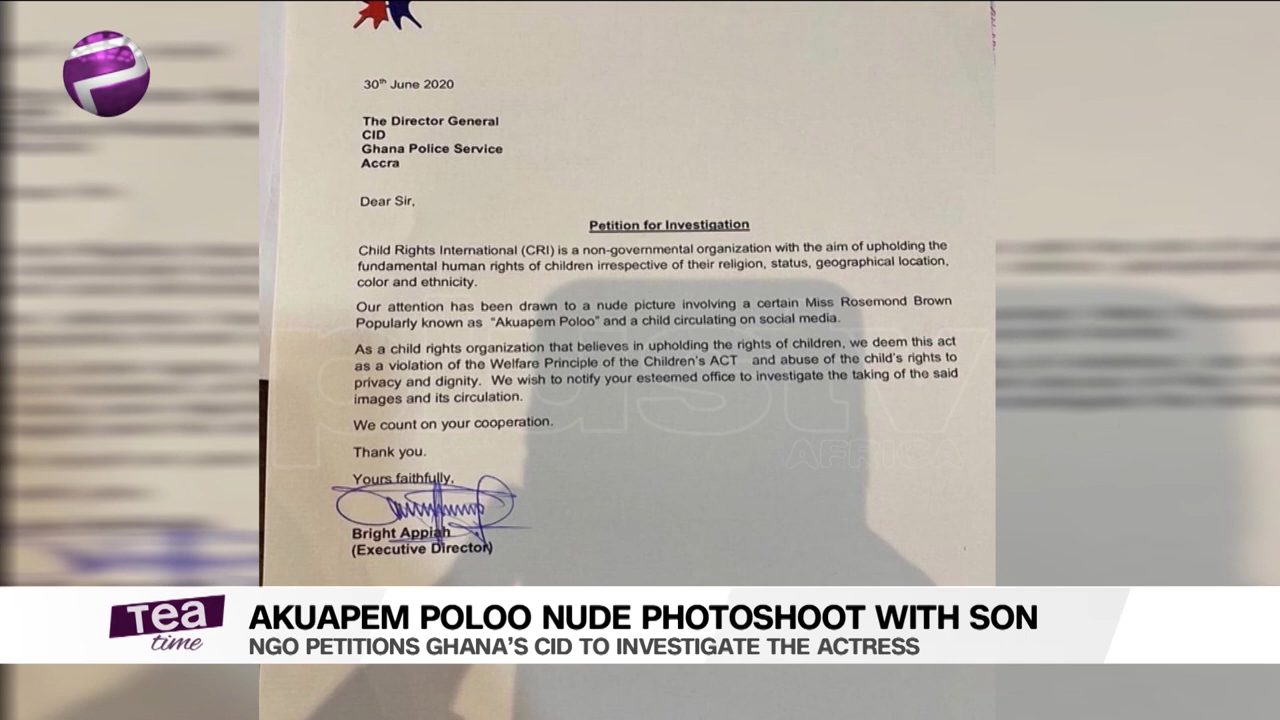 30th June 2020
The Director General
CID
Ghana Police Service
Accra
Dear Sir,
Petition for Investigation
Child Rights International (CRI) is a non-governmental organization with the aim of upholding the
fundamental human rights of children irrespective of their religion, status, geographical location,
color and ethnicity.
Our attention has been drawn to a nude picture involving a certain Miss Rosemond Brown
Popularly known as "Akuapem Poloo" and a child circulating on social media.
As a child rights organization that believes in upholding the rights of children, we deem this act
as a violation of the Welfare Principle of the Children's ACT and abuse of the child's rights to
privacy and dignity. We wish to notify your esteemed office to investigate the taking of the said
images and its circulation.
We count on your cooperation.
Thank you.
Yours faithfully,
Bright Appiah
(Executive Director)
plustv
AFRICA
Tea
time
AKUAPEM POLOO NUDE PHOTOSHOOT WITH SON
NGO PETITIONS GHANA'S CID TO INVESTIGATE THE ACTRESS